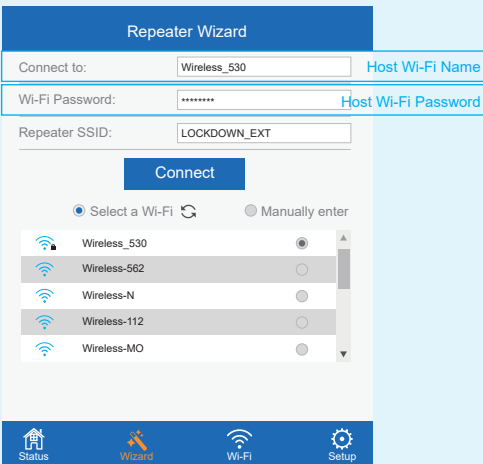 Repeater Wizard
Connect to: Wireless_530 Host Wi-Fi Name
Wi-Fi Password: ******** Host Wi-Fi Password
Repeater SSID: LOCKDOWN_EXT
Connect
Select a Wi-Fi Manually enter
Wireless_530
Wireless-562
Wireless-N
Wireless-112
Wireless-MO
Status Wizard Wi-Fi Setup